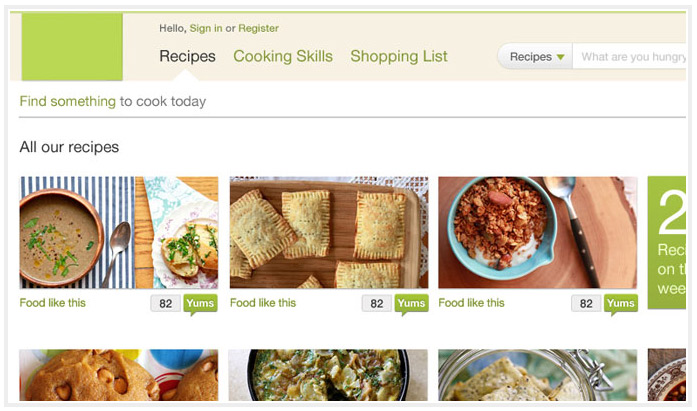 Hello, Sign in or Register
Recipes Cooking Skills Shopping List
Recipes What are you hungry
Find something to cook today
All our recipes
2
Reci
on th
wee
Food like this 82 Yums
Food like this 82 Yums
Food like this 82 Yums